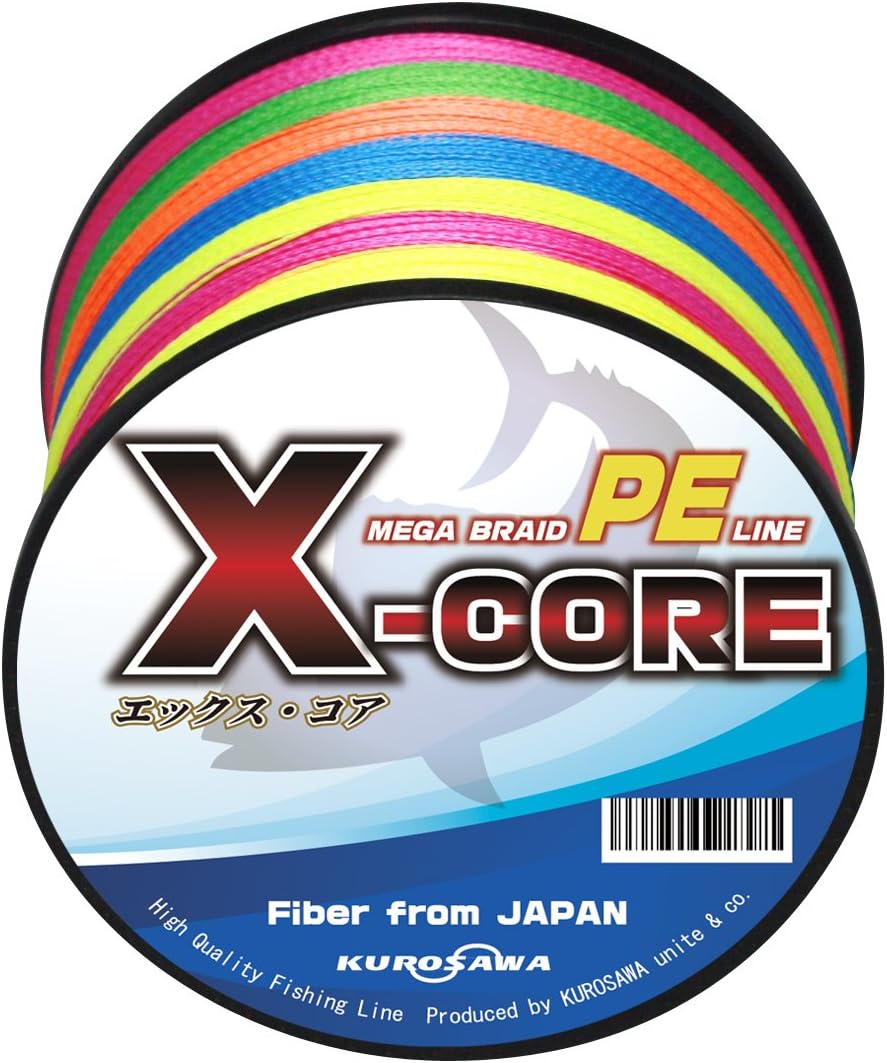 MEGA BRAID PE LINE
X-CORE
エックス・コア
Fiber from JAPAN
KUROSAWA
High Quality Fishing Line Produced by KUROSAWA unite & co.